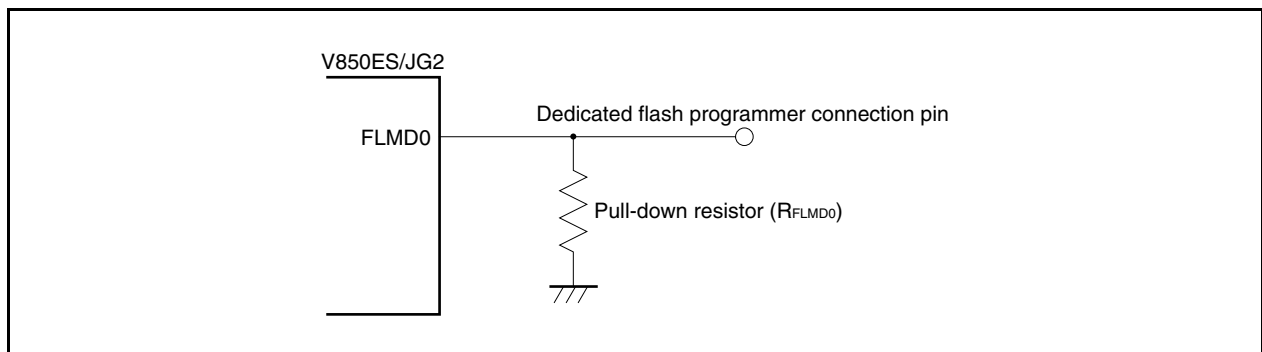 V850ES/JG2
Dedicated flash programmer connection pin
FLMD0
Pull-down resistor (RFLMD0)